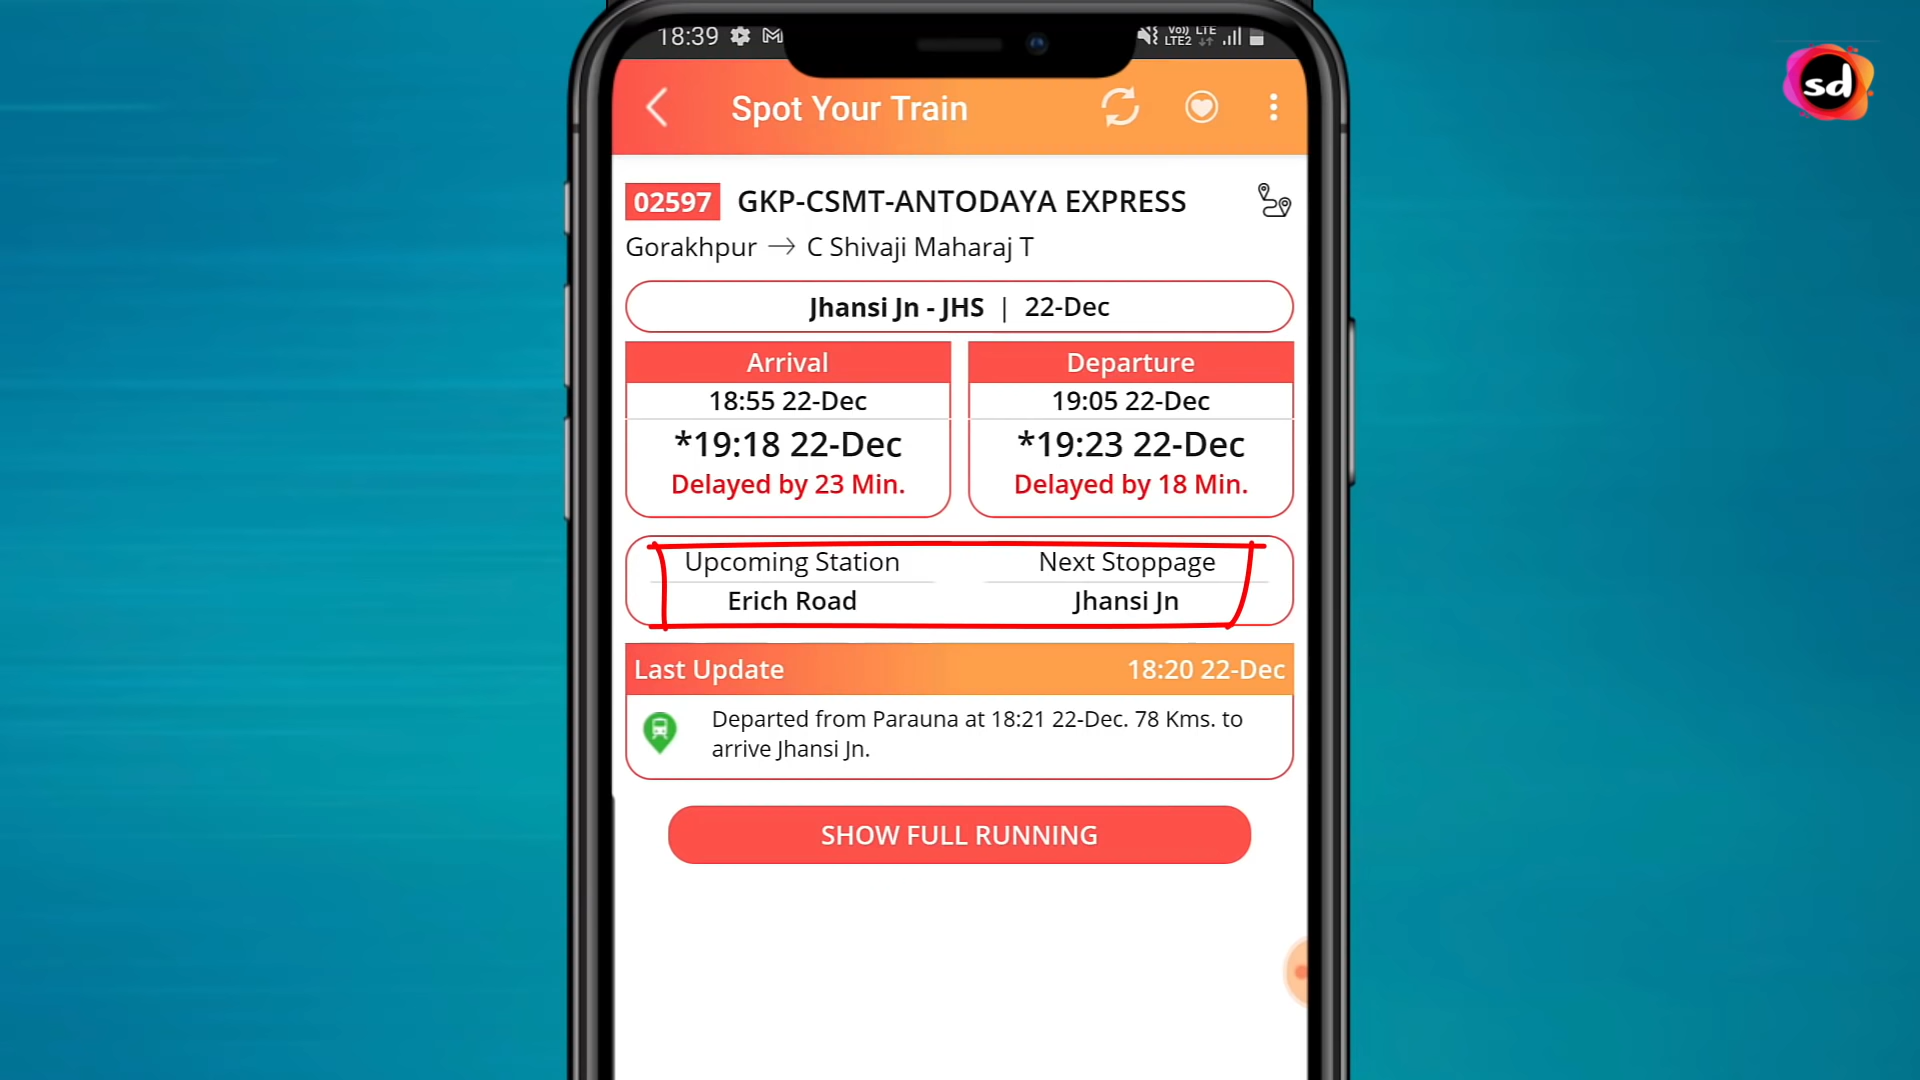 18:39
Vo)) LTE
LTE2
sd
Spot Your Train
02597 GKP-CSMT-ANTODAYA EXPRESS
Gorakhpur → C Shivaji Maharaj T
Jhansi Jn - JHS | 22-Dec
Arrival
18:55 22-Dec
*19:18 22-Dec
Delayed by 23 Min.
Departure
19:05 22-Dec
*19:23 22-Dec
Delayed by 18 Min.
Upcoming Station
Erich Road
Next Stoppage
Jhansi Jn
Last Update 18:20 22-Dec
Departed from Parauna at 18:21 22-Dec. 78 Kms. to
arrive Jhansi Jn.
SHOW FULL RUNNING